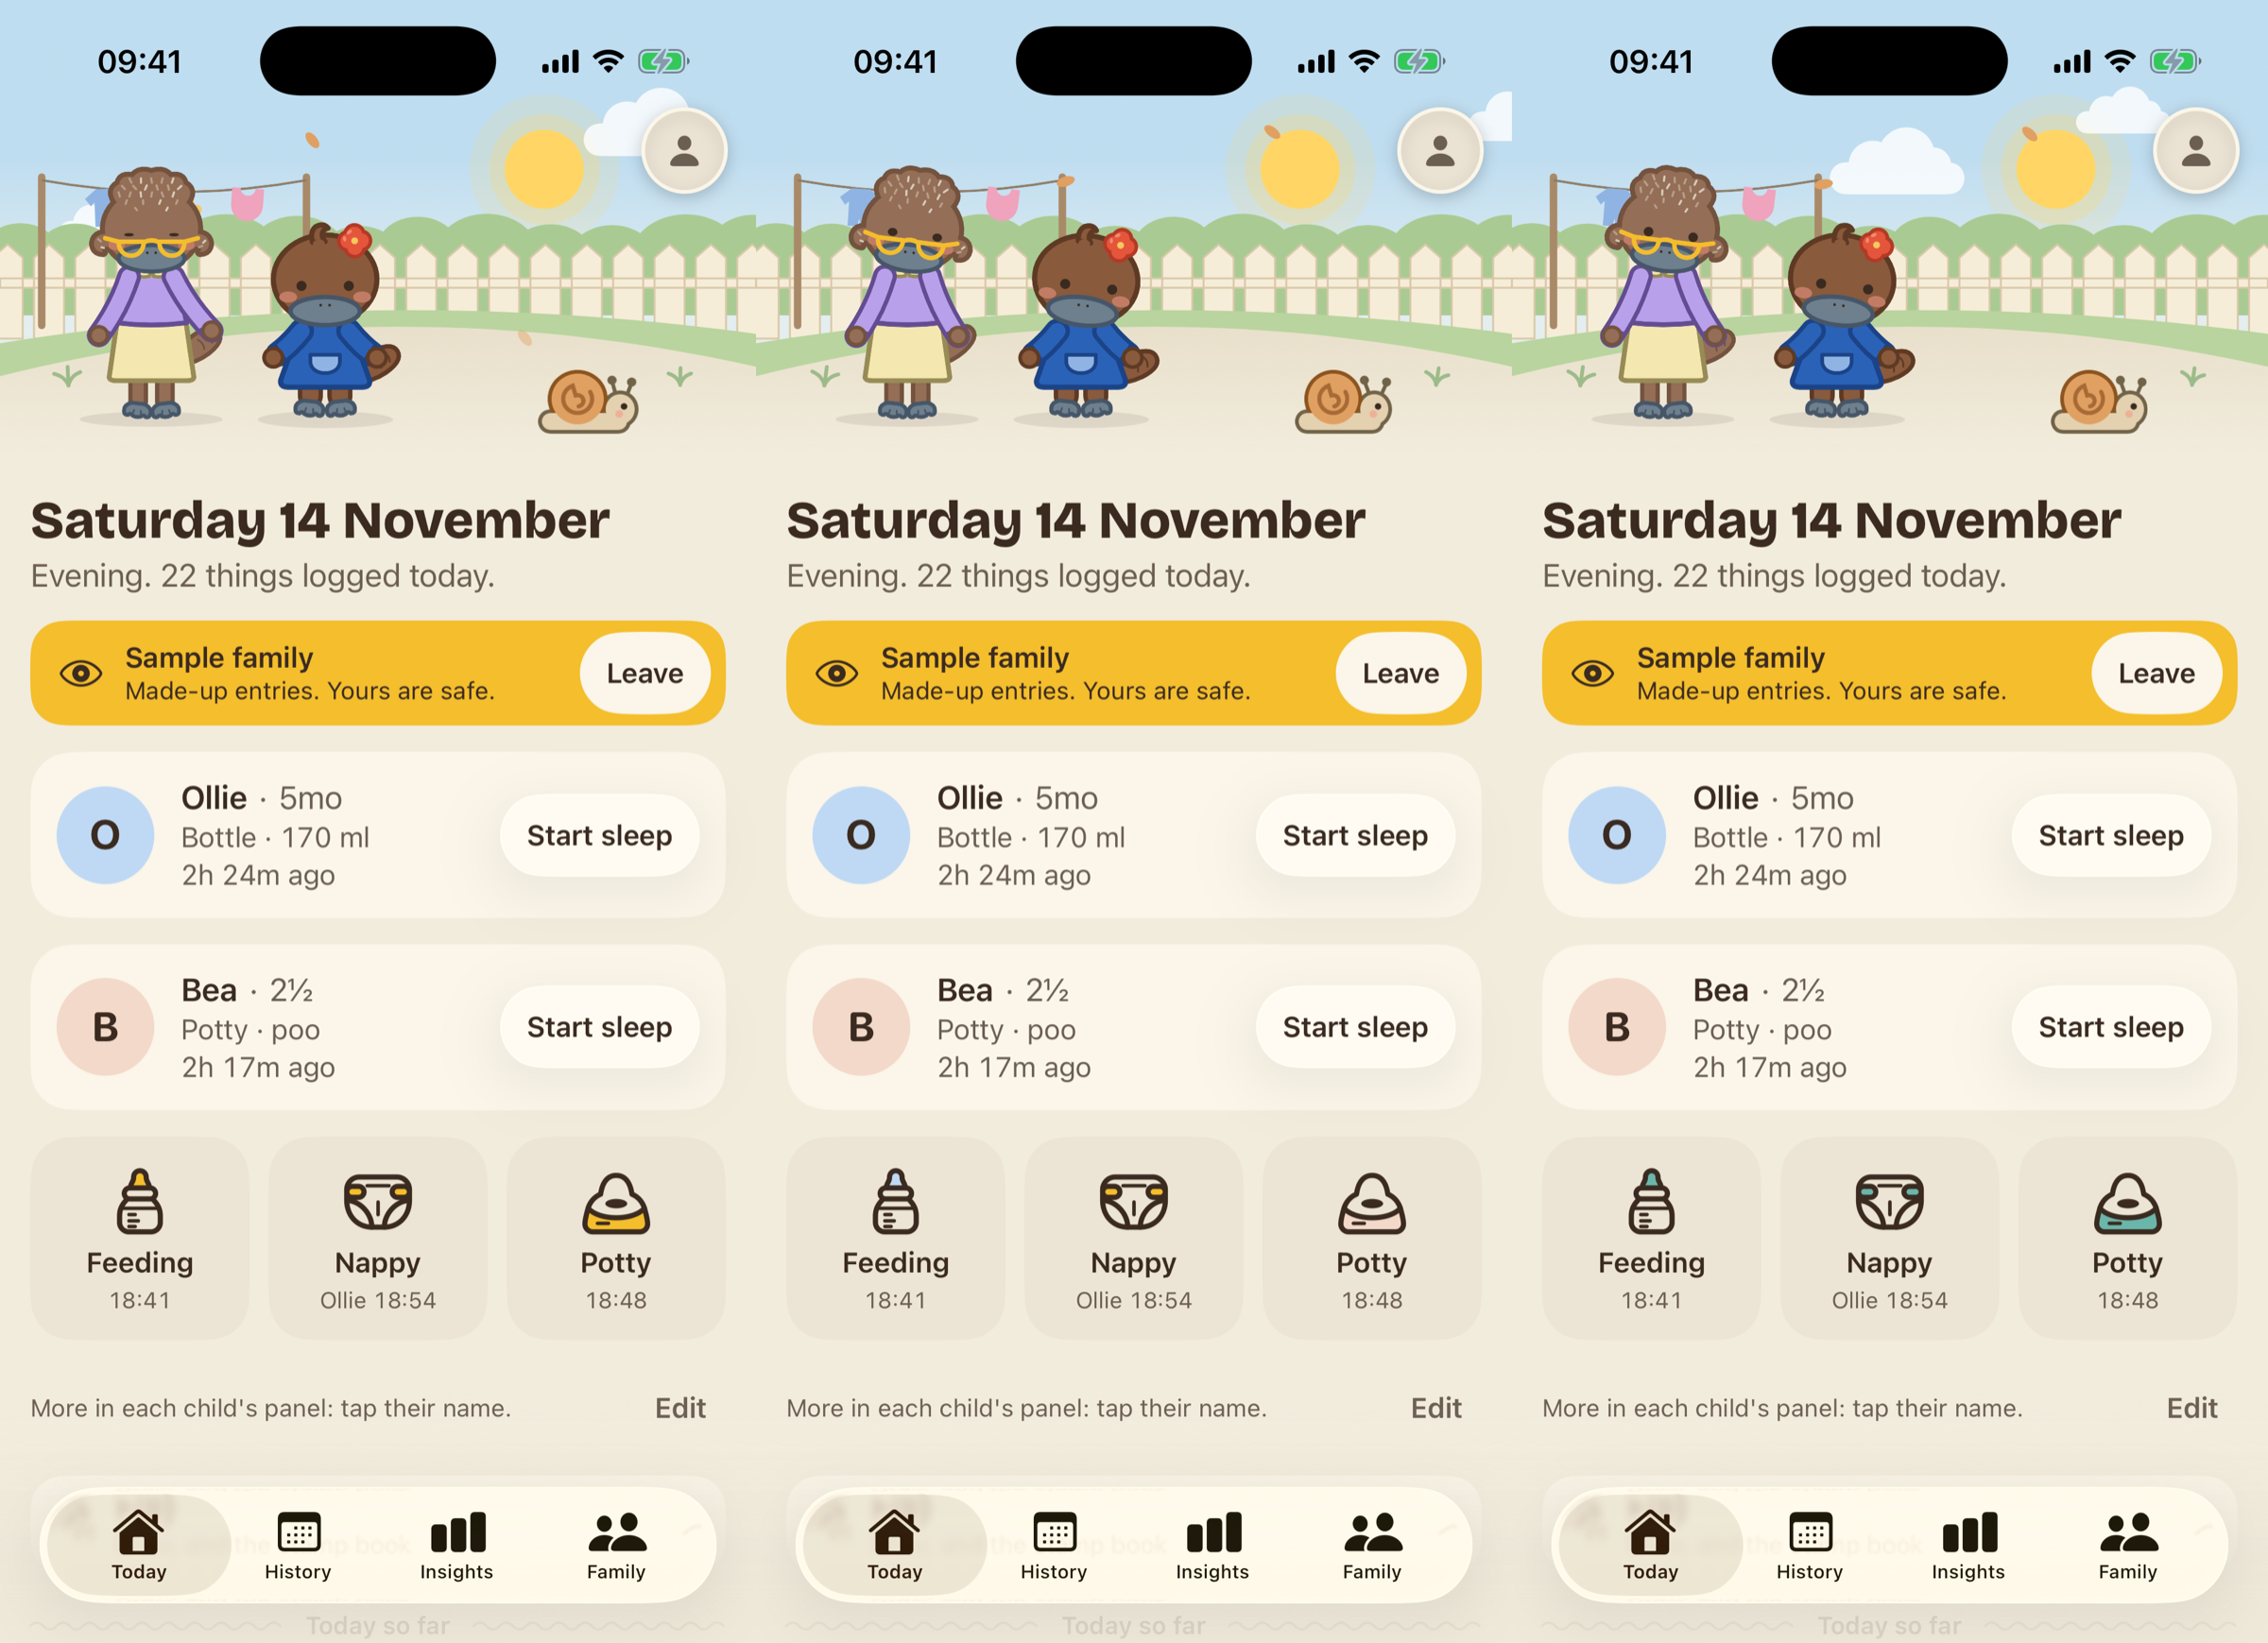 09:41
Saturday 14 November
Evening. 22 things logged today.
Sample family
Made-up entries. Yours are safe.
Leave
O
Ollie · 5mo
Bottle · 170 ml
2h 24m ago
Start sleep
B
Bea · 2½
Potty · poo
2h 17m ago
Start sleep
Feeding
18:41
Nappy
Ollie 18:54
Potty
18:48
More in each child's panel: tap their name.
Edit
Today
History
Insights
Family
Today so far
09:41
Saturday 14 November
Evening. 22 things logged today.
Sample family
Made-up entries. Yours are safe.
Leave
O
Ollie · 5mo
Bottle · 170 ml
2h 24m ago
Start sleep
B
Bea · 2½
Potty · poo
2h 17m ago
Start sleep
Feeding
18:41
Nappy
Ollie 18:54
Potty
18:48
More in each child's panel: tap their name.
Edit
Today
History
Insights
Family
Today so far
09:41
Saturday 14 November
Evening. 22 things logged today.
Sample family
Made-up entries. Yours are safe.
Leave
O
Ollie · 5mo
Bottle · 170 ml
2h 24m ago
Start sleep
B
Bea · 2½
Potty · poo
2h 17m ago
Start sleep
Feeding
18:41
Nappy
Ollie 18:54
Potty
18:48
More in each child's panel: tap their name.
Edit
Today
History
Insights
Family
Today so far